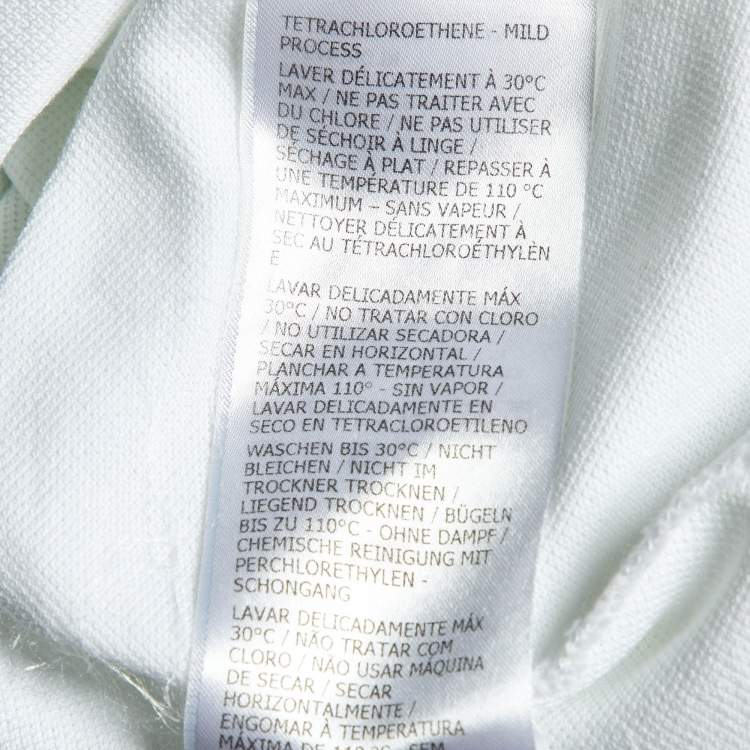 TETRACHLOROETHENE - MILD
PROCESS
LAVER DÉLICATEMENT À 30°C
MAX / NE PAS TRAITER AVEC
DU CHLORE / NE PAS UTILISER
DE SÉCHOIR À LINGE /
SÉCHAGE À PLAT / REPASSER À
UNE TEMPÉRATURE DE 110 °C
MAXIMUM – SANS VAPEUR /
NETTOYER DÉLICATEMENT À
SEC AU TÉTRACHLOROÉTHYLÈN
E
LAVAR DELICADAMENTE MÁX
30°C / NO TRATAR CON CLORO
/ NO UTILIZAR SECADORA /
SECAR EN HORIZONTAL /
PLANCHAR A TEMPERATURA
MÁXIMA 110° - SIN VAPOR /
LAVAR DELICADAMENTE EN
SECO EN TETRACLOROETILENO
WASCHEN BIS 30°C / NICHT
BLEICHEN / NICHT IM
TROCKNER TROCKNEN /
LIEGEND TROCKNEN / BÜGELN
BIS ZU 110°C - OHNE DAMPF /
CHEMISCHE REINIGUNG MIT
PERCHLORETHYLEN -
SCHONGANG
LAVAR DELICADAMENTE MÁX
30°C / NÃO TRATAR COM
CLORO / NÃO USAR MÁQUINA
DE SECAR / SECAR
HORIZONTALMENTE /
ENGOMAR À TEMPERATURA
MÁXIMA DE 110 °C - SEM